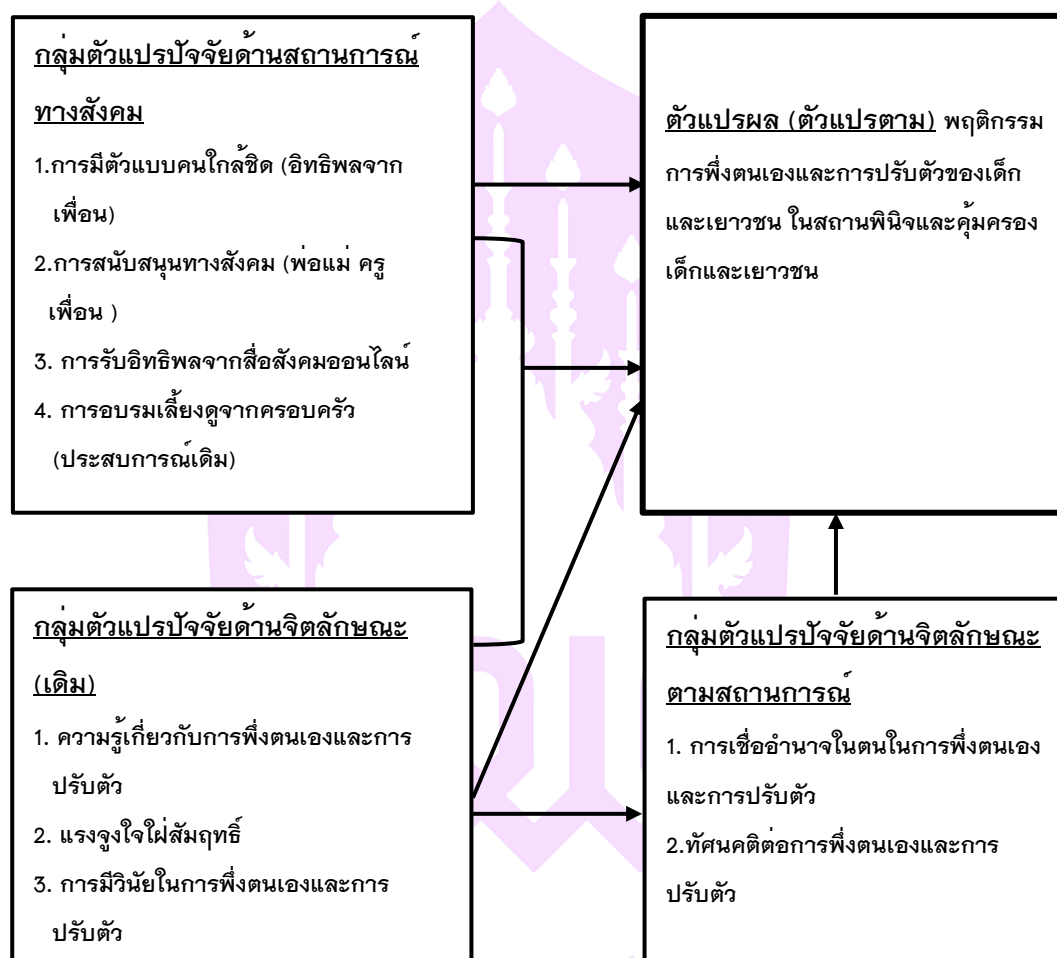 กลุ่มตัวแปรปัจจัยด้านสถานการณ์
ทางสังคม
1.การมีตัวแบบคนใกล้ชิด (อิทธิพลจาก
เพื่อน)
2.การสนับสนุนทางสังคม (พ่อแม่ ครู
เพื่อน )
3. การรับอิทธิพลจากสื่อสังคมออนไลน์
4. การอบรมเลี้ยงดูจากครอบครัว
(ประสบการณ์เดิม)
ตัวแปรผล (ตัวแปรตาม) พฤติกรรม
การพึ่งตนเองและการปรับตัวของเด็ก
และเยาวชน ในสถานพินิจและคุ้มครอง
เด็กและเยาวชน
กลุ่มตัวแปรปัจจัยด้านจิตลักษณะ
(เดิม)
1. ความรู้เกี่ยวกับการพึ่งตนเองและการ
ปรับตัว
2. แรงจูงใจใฝ่สัมฤทธิ์
3. การมีวินัยในการพึ่งตนเองและการ
ปรับตัว
กลุ่มตัวแปรปัจจัยด้านจิตลักษณะ
ตามสถานการณ์
1. การเชื่ออำนาจในตนในการพึ่งตนเอง
และการปรับตัว
2.ทัศนคติต่อการพึ่งตนเองและการ
ปรับตัว